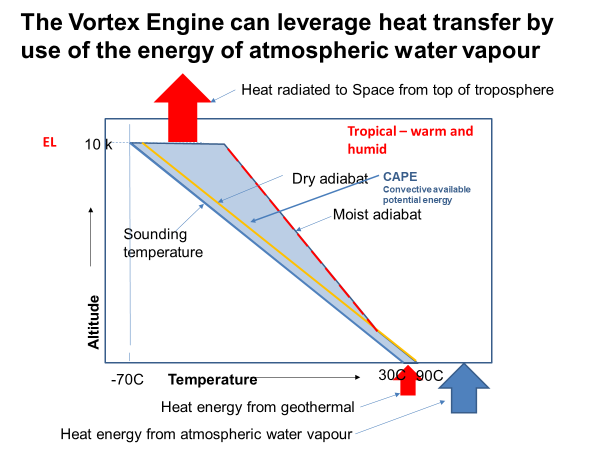 The Vortex Engine can leverage heat transfer by
use of the energy of atmospheric water vapour
Heat radiated to Space from top of troposphere
Tropical – warm and
humid
EL
10 k
Dry adiabat
CAPE
Convective available
potential energy
Moist adiabat
Sounding
temperature
Altitude
-70C
Temperature
30C
90C
Heat energy from geothermal
Heat energy from atmospheric water vapour